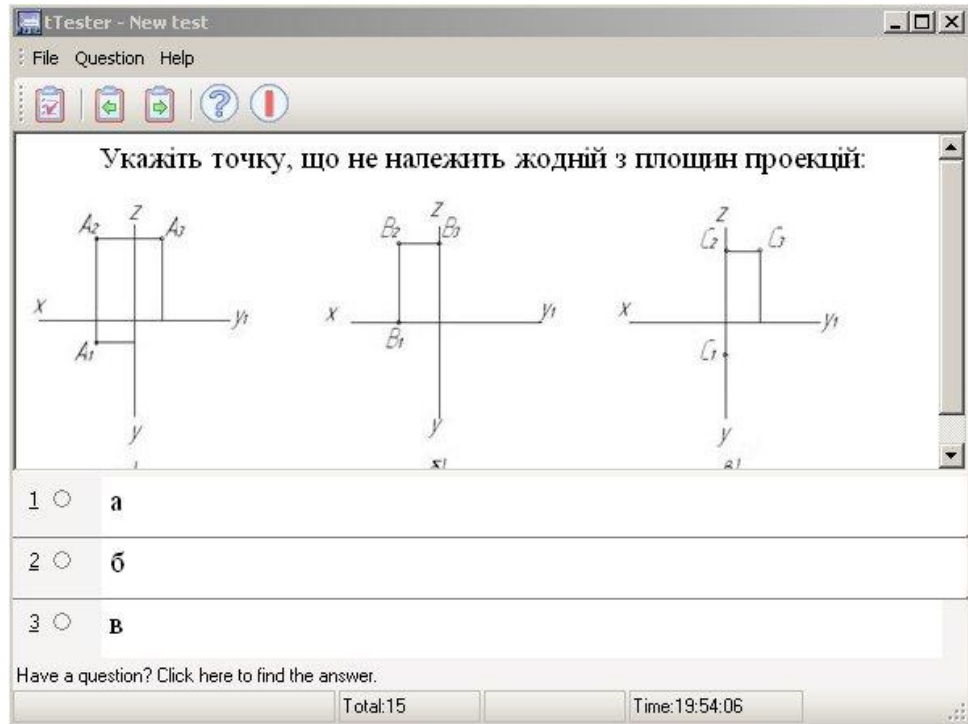 tTester - New test
File Question Help
Укажіть точку, що не належить жодній з площин проекцій:
A2 Z A3
X Y1
A1
y
B2 Z B3
X Y1
B1
y
Z
C2 C3
X Y1
C1
y
1 а
2 б
3 в
Have a question? Click here to find the answer.
Total:15 Time:19:54:06